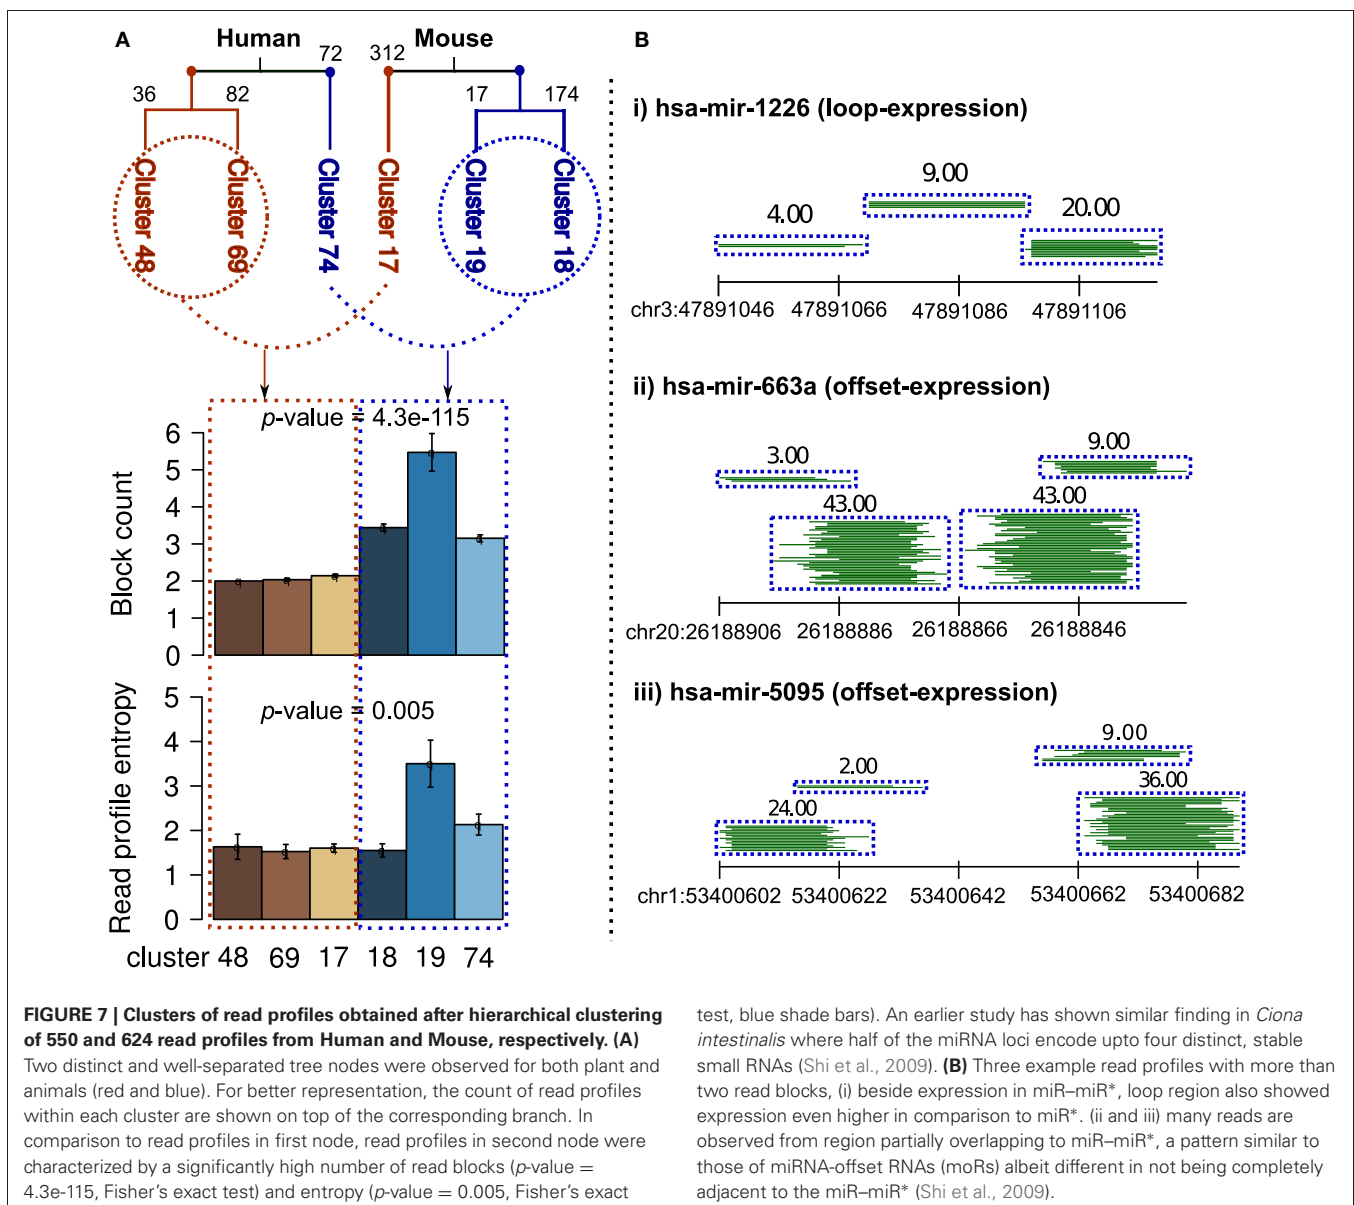 A
Human
Mouse
72
312
36
82
17
174
Cluster 48
Cluster 69
Cluster 74
Cluster 17
Cluster 19
Cluster 18
p-value = 4.3e-115
Block count
6
5
4
3
2
1
0
p-value = 0.005
Read profile entropy
5
4
3
2
1
0
cluster 48 69 17 18 19 74
B
i) hsa-mir-1226 (loop-expression)
9.00
4.00
20.00
chr3:47891046 47891066 47891086 47891106
ii) hsa-mir-663a (offset-expression)
9.00
3.00
43.00
43.00
chr20:26188906 26188886 26188866 26188846
iii) hsa-mir-5095 (offset-expression)
9.00
2.00
36.00
24.00
chr1:53400602 53400622 53400642 53400662 53400682
FIGURE 7 | Clusters of read profiles obtained after hierarchical clustering
of 550 and 624 read profiles from Human and Mouse, respectively. (A)
Two distinct and well-separated tree nodes were observed for both plant and
animals (red and blue). For better representation, the count of read profiles
within each cluster are shown on top of the corresponding branch. In
comparison to read profiles in first node, read profiles in second node were
characterized by a significantly high number of read blocks (p-value =
4.3e-115, Fisher's exact test) and entropy (p-value = 0.005, Fisher's exact
test, blue shade bars). An earlier study has shown similar finding in Ciona
intestinalis where half of the miRNA loci encode upto four distinct, stable
small RNAs (Shi et al., 2009). (B) Three example read profiles with more than
two read blocks, (i) beside expression in miR–miR*, loop region also showed
expression even higher in comparison to miR*. (ii and iii) many reads are
observed from region partially overlapping to miR–miR*, a pattern similar to
those of miRNA-offset RNAs (moRs) albeit different in not being completely
adjacent to the miR–miR* (Shi et al., 2009).